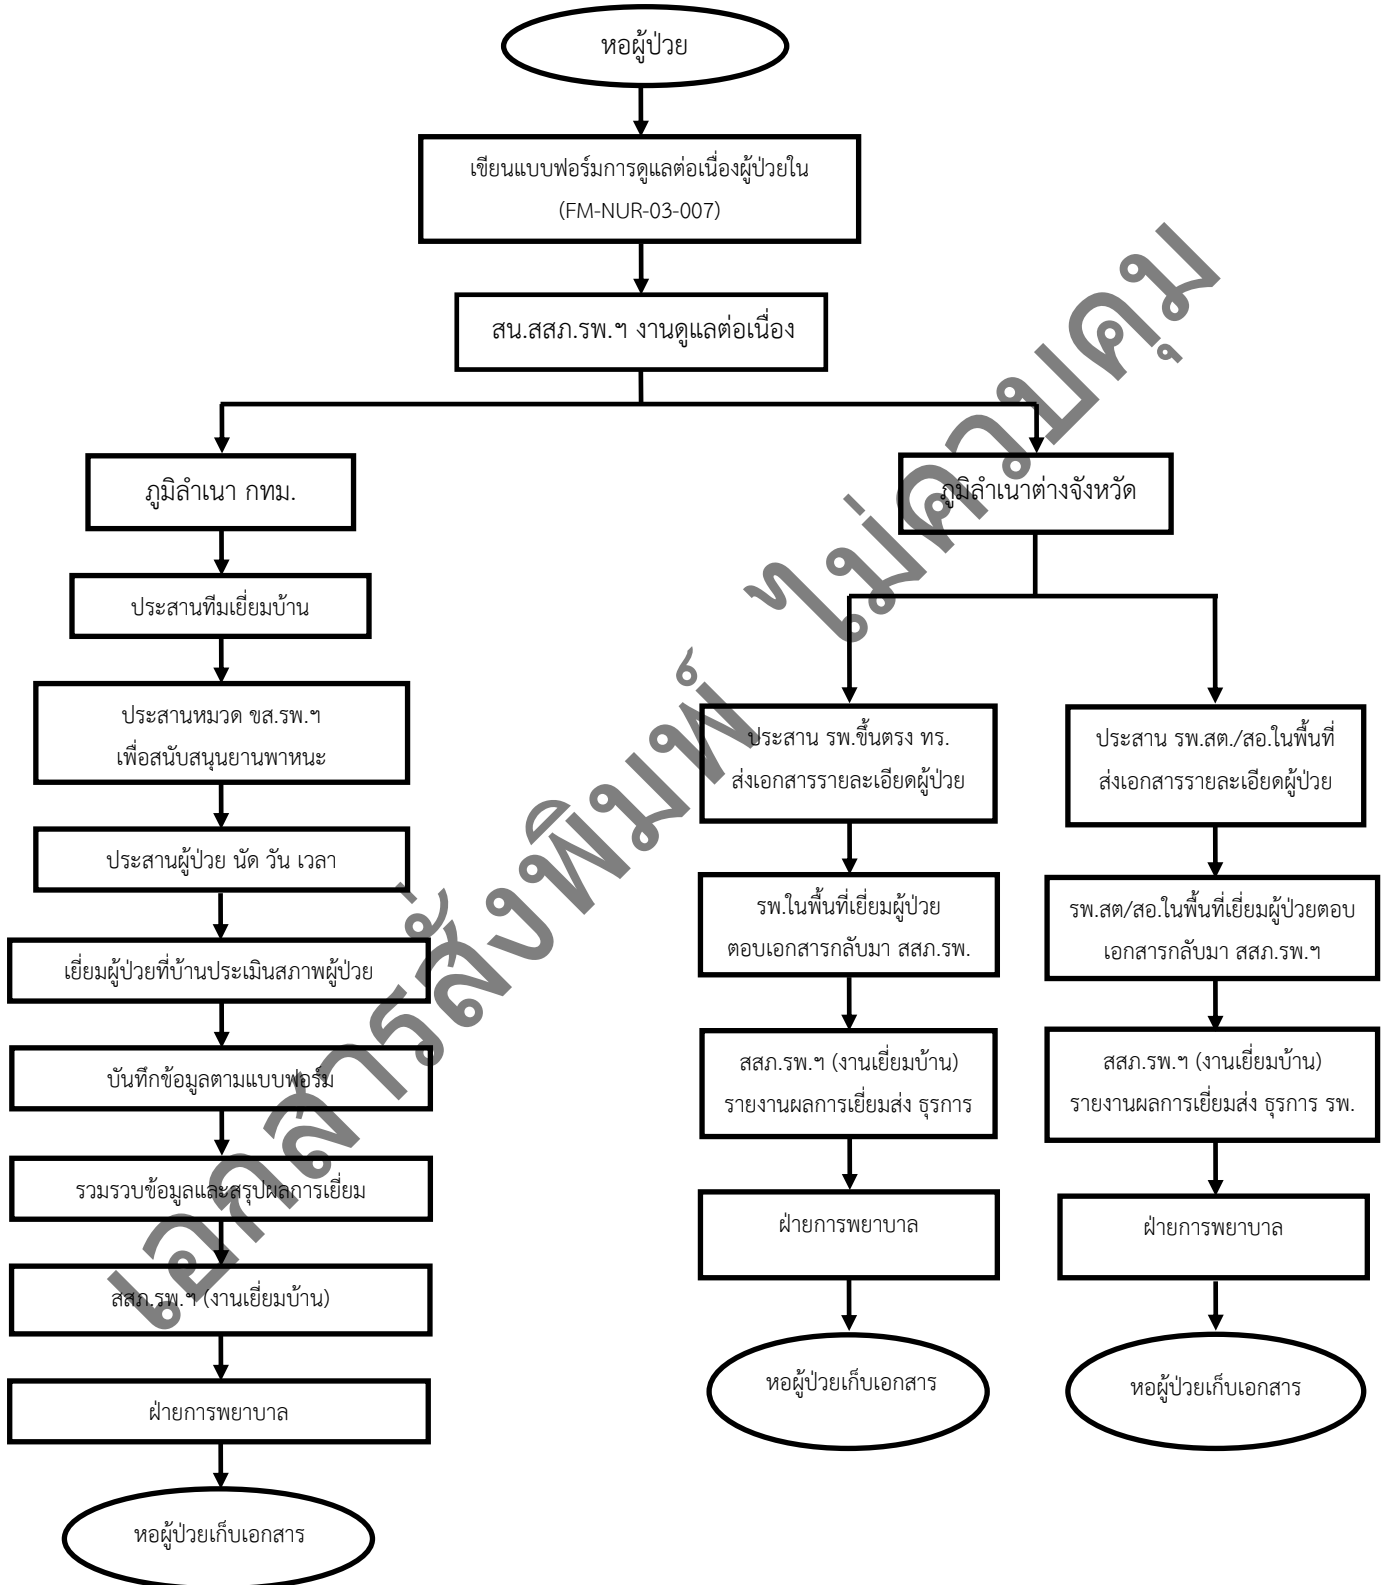 หอผู้ป่วย
เขียนแบบฟอร์มการดูแลต่อเนื่องผู้ป่วยใน
(FM-NUR-03-007)
สน.สสภ.รพ.ฯ งานดูแลต่อเนื่อง
ภูมิลำเนา กทม.
ประสานทีมเยี่ยมบ้าน
ประสานหมวด ขส.รพ.ฯ
เพื่อสนับสนุนยานพาหนะ
ประสานผู้ป่วย นัด วัน เวลา
เยี่ยมผู้ป่วยที่บ้านประเมินสภาพผู้ป่วย
บันทึกข้อมูลตามแบบฟอร์ม
รวมรวบข้อมูลและสรุปผลการเยี่ยม
สสภ.รพ.ฯ (งานเยี่ยมบ้าน)
ฝ่ายการพยาบาล
หอผู้ป่วยเก็บเอกสาร
ภูมิลำเนาต่างจังหวัด
ประสาน รพ.ขึ้นตรง ทร.
ส่งเอกสารรายละเอียดผู้ป่วย
รพ.ในพื้นที่เยี่ยมผู้ป่วย
ตอบเอกสารกลับมา สสภ.รพ.
สสภ.รพ.ฯ (งานเยี่ยมบ้าน)
รายงานผลการเยี่ยมส่ง ธุรการ
ฝ่ายการพยาบาล
หอผู้ป่วยเก็บเอกสาร
ประสาน รพ.สต./สอ.ในพื้นที่
ส่งเอกสารรายละเอียดผู้ป่วย
รพ.สต/สอ.ในพื้นที่เยี่ยมผู้ป่วยตอบ
เอกสารกลับมา สสภ.รพ.ฯ
สสภ.รพ.ฯ (งานเยี่ยมบ้าน)
รายงานผลการเยี่ยมส่ง ธุรการ รพ.
ฝ่ายการพยาบาล
หอผู้ป่วยเก็บเอกสาร
เอกสารสั่งพิมพ์ ไม่ควบคุม